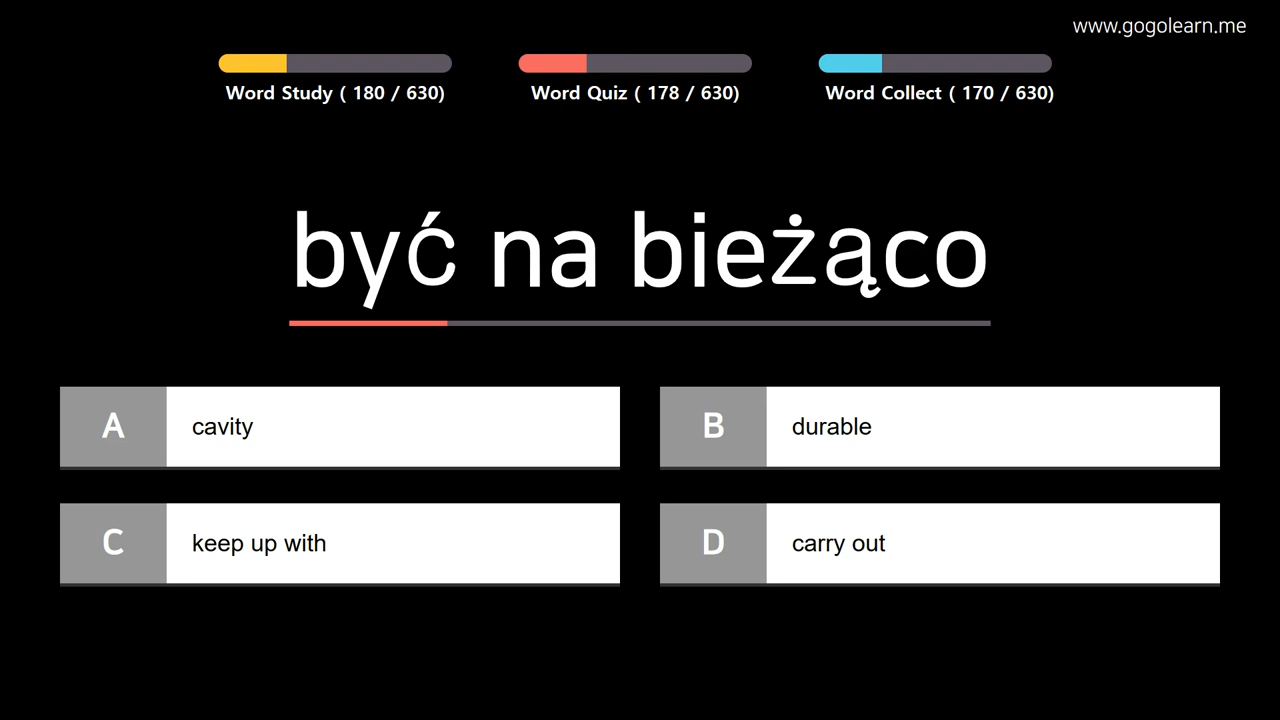 www.gogolearn.me
Word Study ( 180 / 630)
Word Quiz ( 178 / 630)
Word Collect ( 170 / 630)
być na bieżąco
A cavity
B durable
C keep up with
D carry out